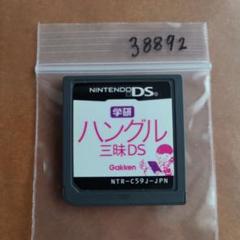 38892
NINTENDO DS
学研
ハングル
三昧DS
Gakken
NTR-C59J-JPN